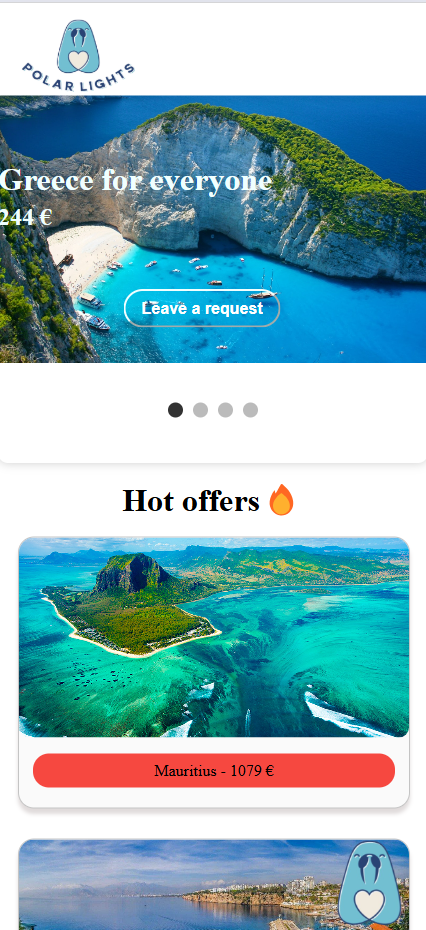 POLAR LIGHTS
Greece for everyone
244 €
Leave a request
Hot offers 🔥
Mauritius - 1079 €